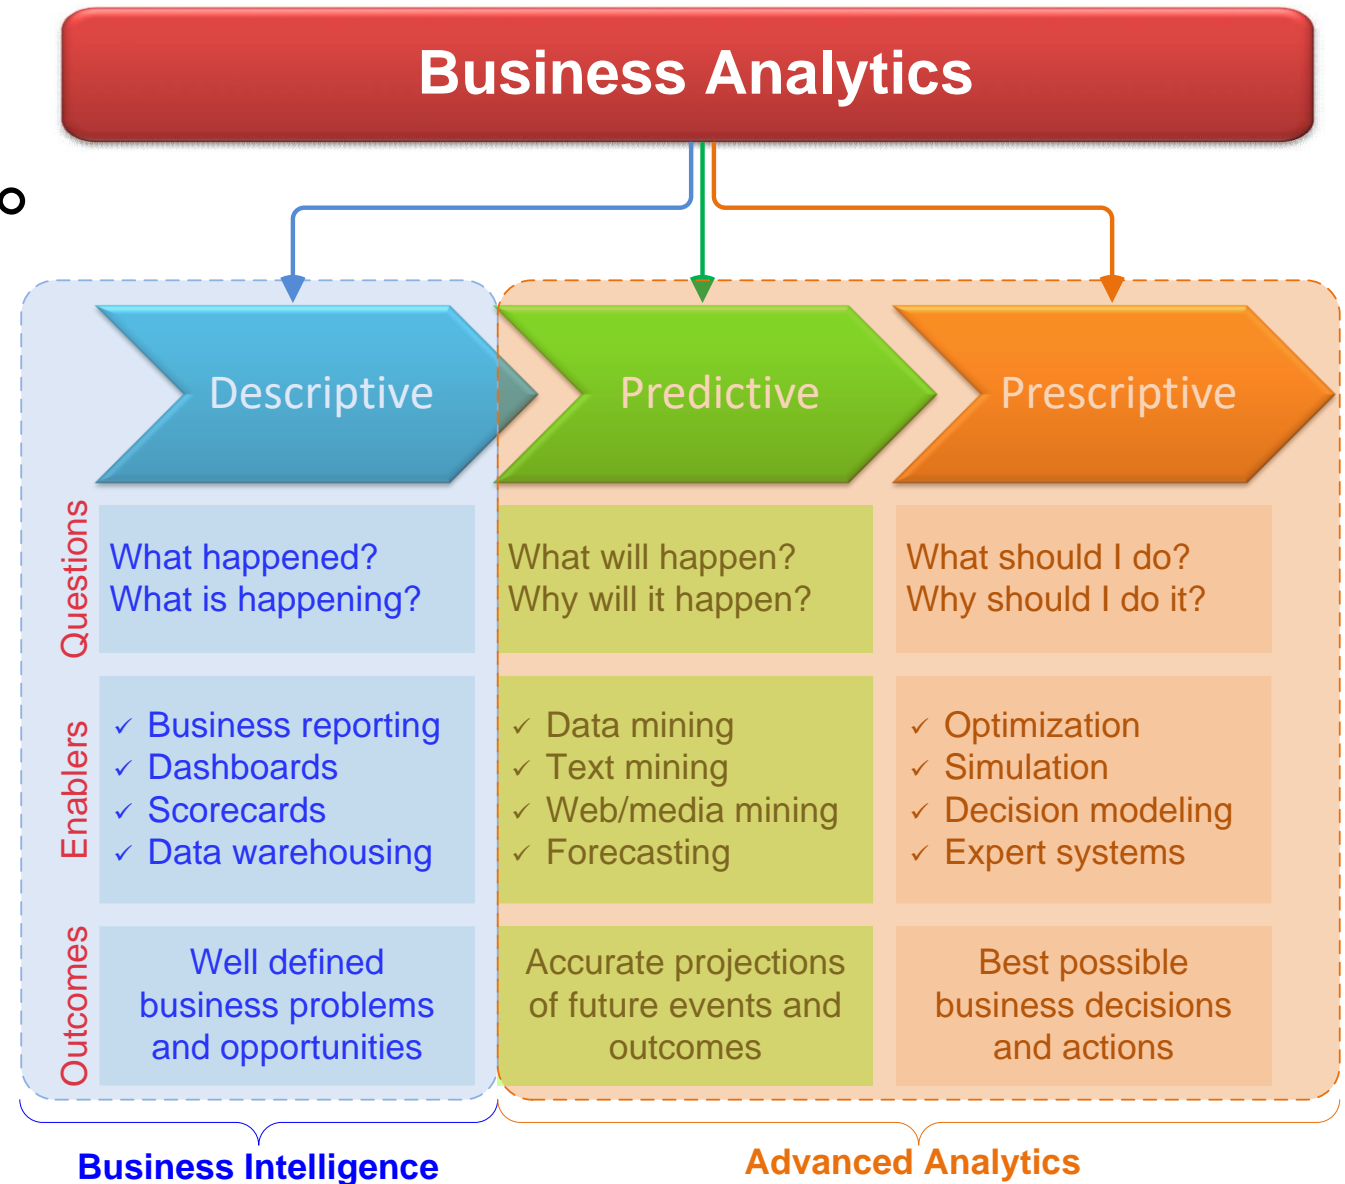 Business Analytics
Descriptive
Predictive
Prescriptive
Questions
What happened?
What is happening?
What will happen?
Why will it happen?
What should I do?
Why should I do it?
Enablers
✓ Business reporting
✓ Dashboards
✓ Scorecards
✓ Data warehousing
✓ Data mining
✓ Text mining
✓ Web/media mining
✓ Forecasting
✓ Optimization
✓ Simulation
✓ Decision modeling
✓ Expert systems
Outcomes
Well defined
business problems
and opportunities
Accurate projections
of future events and
outcomes
Best possible
business decisions
and actions
Business Intelligence
Advanced Analytics